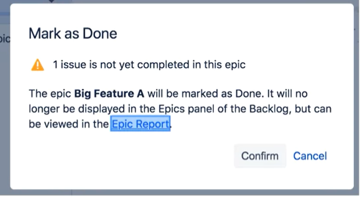 Mark as Done
1 issue is not yet completed in this epic
The epic Big Feature A will be marked as Done. It will no
longer be displayed in the Epics panel of the Backlog, but can
be viewed in the Epic Report.
Confirm Cancel